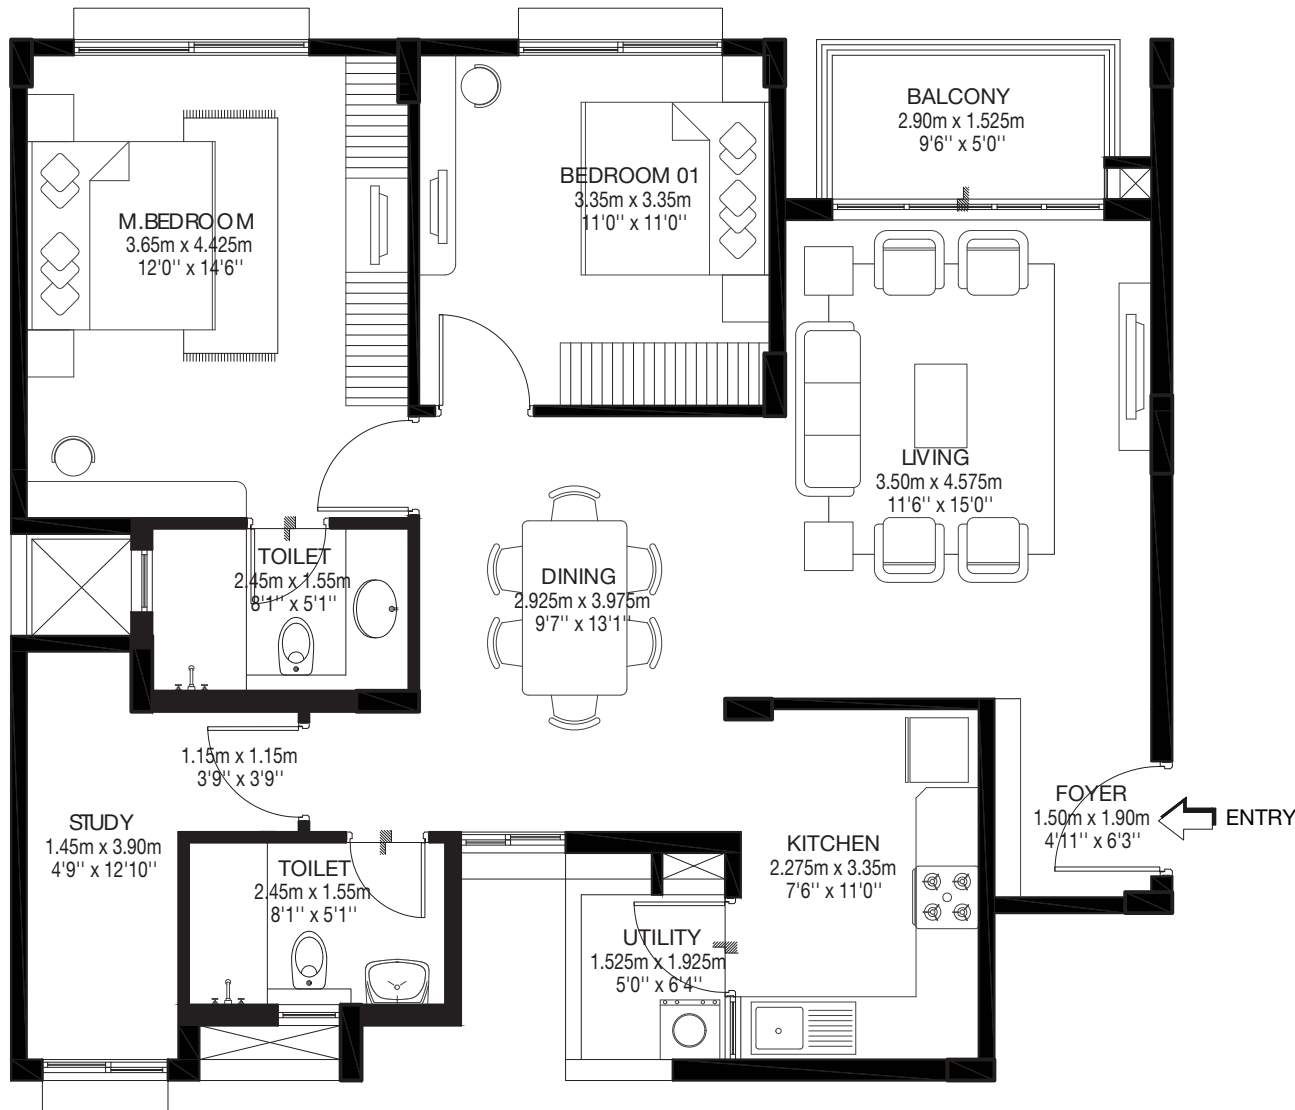 BALCONY
2.90m x 1.525m
9'6'' x 5'0''
BEDROOM 01
3.35m x 3.35m
11'0'' x 11'0''
M.BEDROOM
3.65m x 4.425m
12'0'' x 14'6''
LIVING
3.50m x 4.575m
11'6'' x 15'0''
TOILET
2.45m x 1.55m
8'1'' x 5'1''
DINING
2.925m x 3.975m
9'7'' x 13'1''
1.15m x 1.15m
3'9'' x 3'9''
STUDY
1.45m x 3.90m
4'9'' x 12'10''
FOYER
1.50m x 1.90m
4'11'' x 6'3''
ENTRY
KITCHEN
2.275m x 3.35m
7'6'' x 11'0''
TOILET
2.45m x 1.55m
8'1'' x 5'1''
UTILITY
1.525m x 1.925m
5'0'' x 6'4''